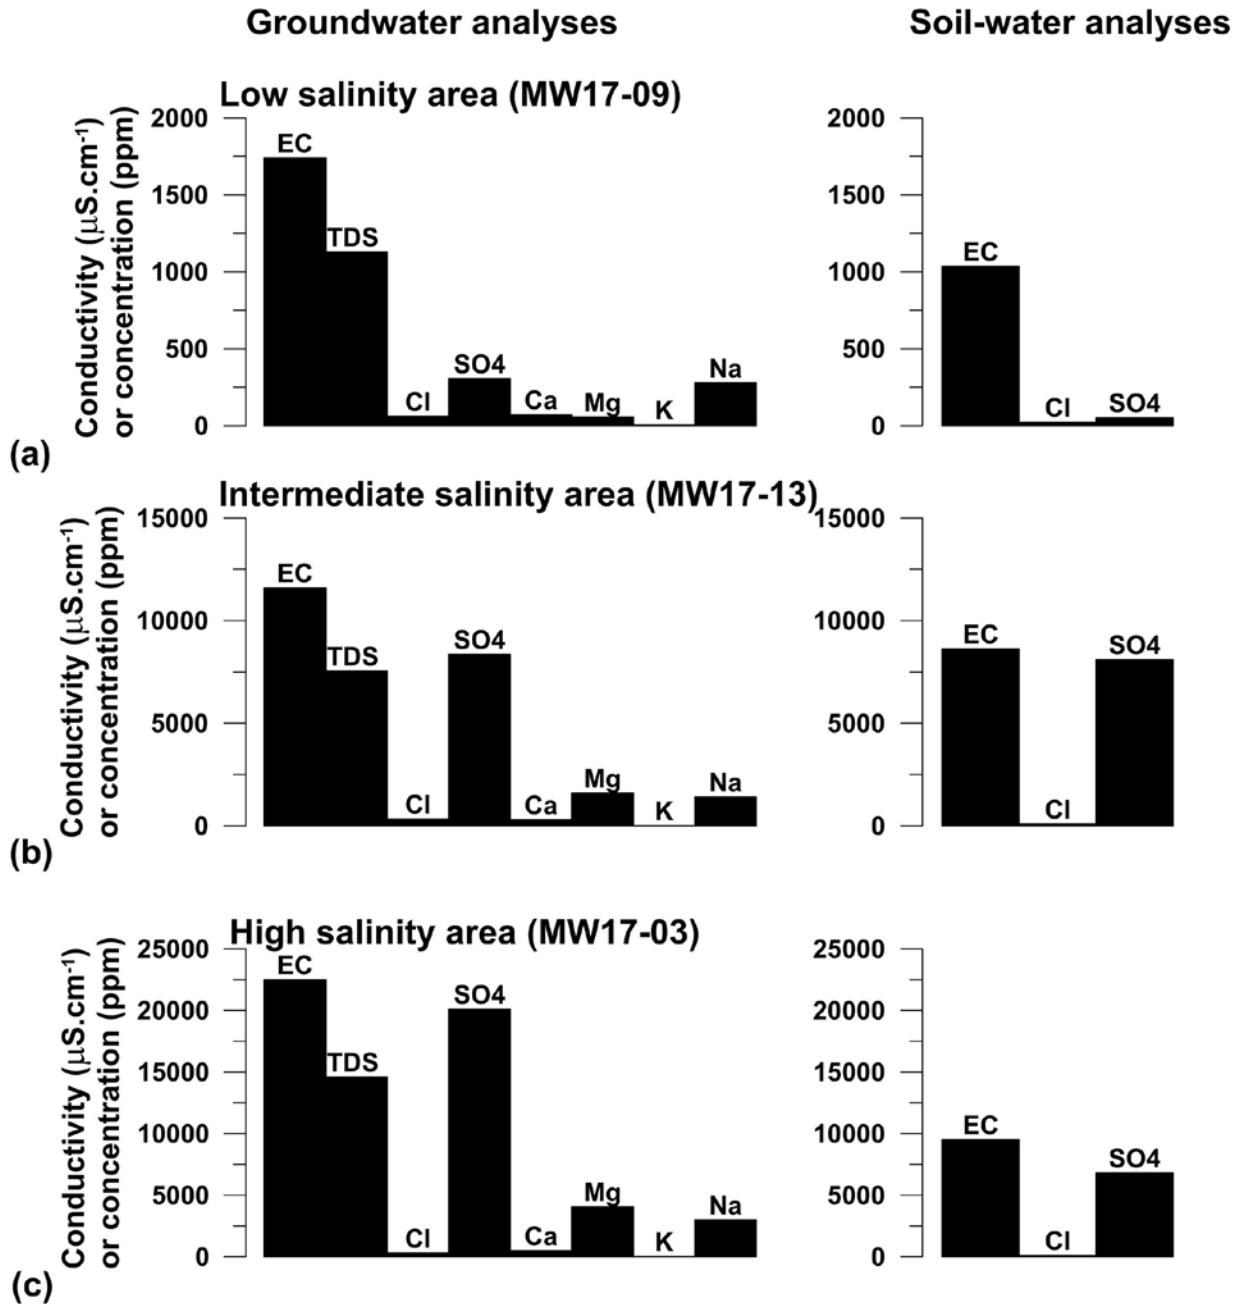 Groundwater analyses
Soil-water analyses
Low salinity area (MW17-09)
Conductivity (µS.cm⁻¹)
or concentration (ppm)
2000
1500
1000
500
0
EC
TDS
Cl
SO4
Ca
Mg
K
Na
2000
1500
1000
500
0
EC
Cl
SO4
(a)
Intermediate salinity area (MW17-13)
Conductivity (µS.cm⁻¹)
or concentration (ppm)
15000
10000
5000
0
EC
TDS
Cl
SO4
Ca
Mg
K
Na
15000
10000
5000
0
EC
Cl
SO4
(b)
High salinity area (MW17-03)
Conductivity (µS.cm⁻¹)
or concentration (ppm)
25000
20000
15000
10000
5000
0
EC
TDS
Cl
SO4
Ca
Mg
K
Na
25000
20000
15000
10000
5000
0
EC
Cl
SO4
(c)